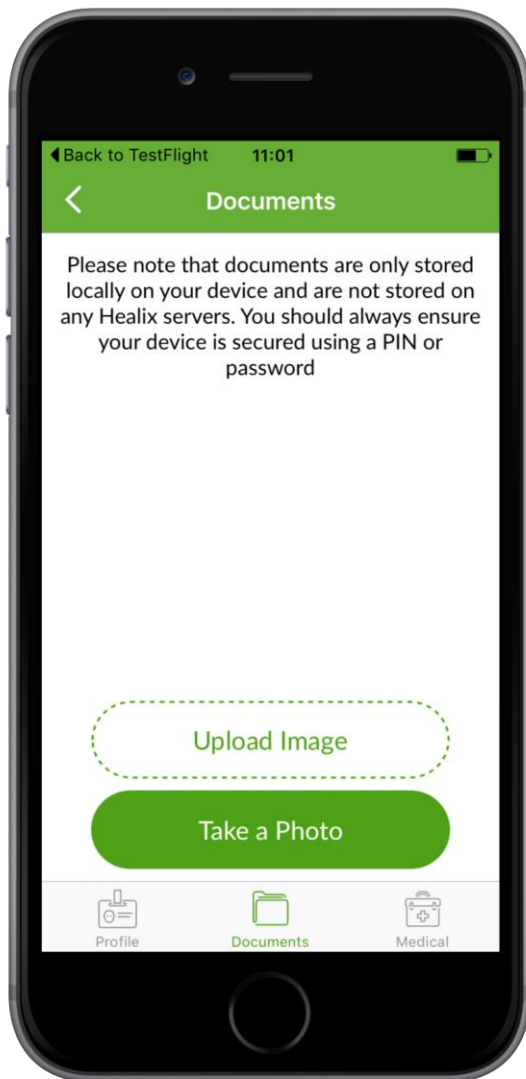 Back to TestFlight 11:01
Documents
Please note that documents are only stored
locally on your device and are not stored on
any Healix servers. You should always ensure
your device is secured using a PIN or
password
Upload Image
Take a Photo
Profile Documents Medical